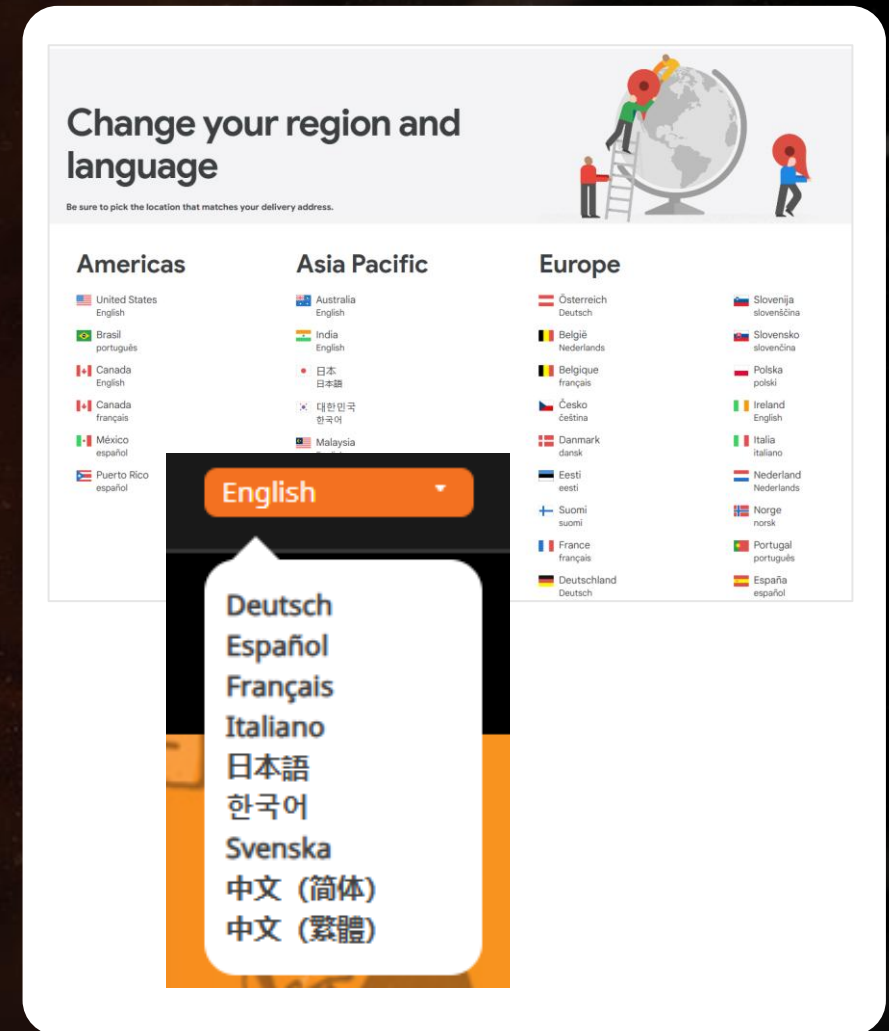 Change your region and
language
Be sure to pick the location that matches your delivery address.
Americas
United States
English
Brasil
português
Canada
English
Canada
français
México
español
Puerto Rico
español
Asia Pacific
Australia
English
India
English
日本
日本語
대한민국
한국어
Malaysia
Europe
Österreich
Deutsch
België
Nederlands
Belgique
français
Česko
čeština
Danmark
dansk
Eesti
eesti
Suomi
suomi
France
français
Deutschland
Deutsch
Slovenija
slovenščina
Slovensko
slovenčina
Polska
polski
Ireland
English
Italia
italiano
Nederland
Nederlands
Norge
norsk
Portugal
português
España
español
English
Deutsch
Español
Français
Italiano
日本語
한국어
Svenska
中文（简体）
中文（繁體）